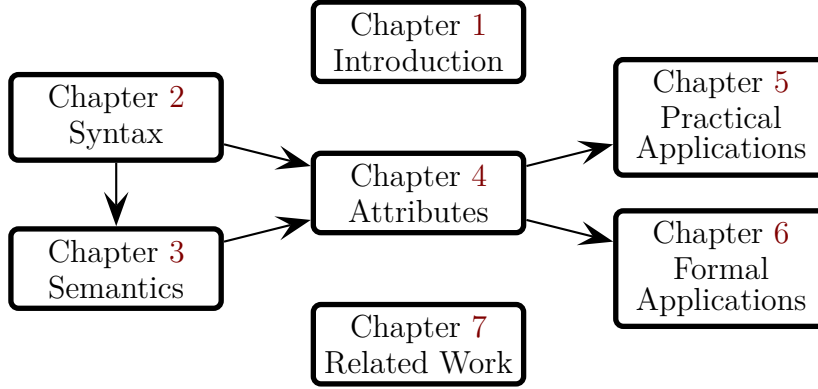 Chapter 1
Introduction
Chapter 2
Syntax
Chapter 3
Semantics
Chapter 4
Attributes
Chapter 5
Practical
Applications
Chapter 6
Formal
Applications
Chapter 7
Related Work